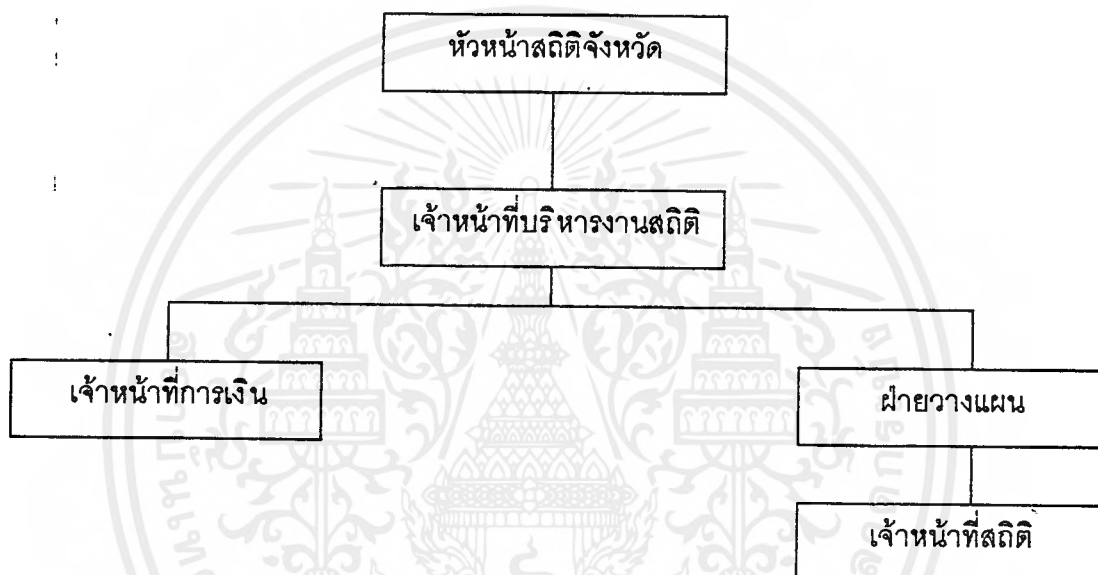 หัวหน้าสถิติจังหวัด
เจ้าหน้าที่บริหารงานสถิติ
เจ้าหน้าที่การเงิน
ฝ่ายวางแผน
เจ้าหน้าที่สถิติ